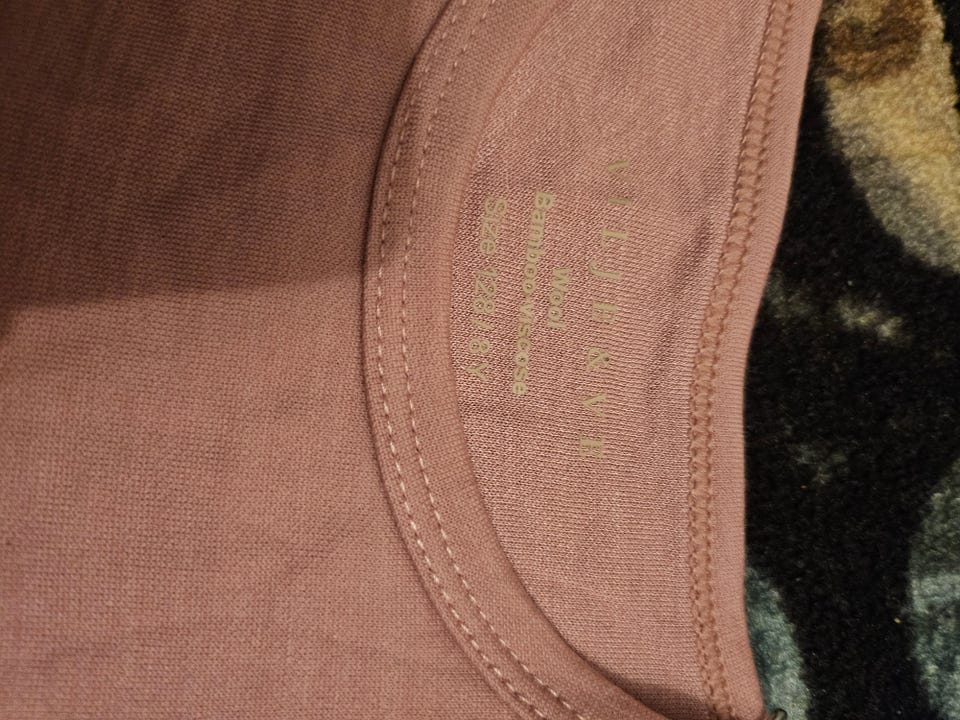 VILJE & VE
Wool
Bamboo viscose
Size 128 / 8Y